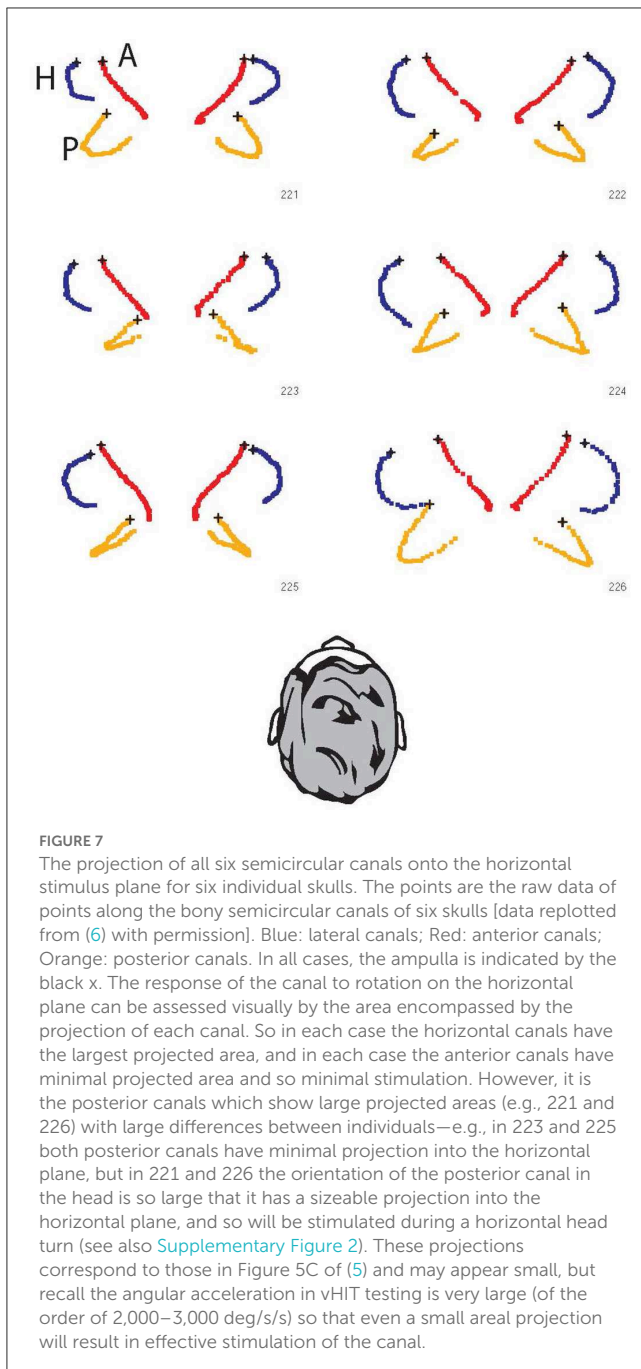 A
H
P
221
222
223
224
225
226
FIGURE 7
The projection of all six semicircular canals onto the horizontal
stimulus plane for six individual skulls. The points are the raw data of
points along the bony semicircular canals of six skulls [data replotted
from (6) with permission]. Blue: lateral canals; Red: anterior canals;
Orange: posterior canals. In all cases, the ampulla is indicated by the
black x. The response of the canal to rotation on the horizontal
plane can be assessed visually by the area encompassed by the
projection of each canal. So in each case the horizontal canals have
the largest projected area, and in each case the anterior canals have
minimal projected area and so minimal stimulation. However, it is
the posterior canals which show large projected areas (e.g., 221 and
226) with large differences between individuals—e.g., in 223 and 225
both posterior canals have minimal projection into the horizontal
plane, but in 221 and 226 the orientation of the posterior canal in
the head is so large that it has a sizeable projection into the
horizontal plane, and so will be stimulated during a horizontal head
turn (see also Supplementary Figure 2). These projections
correspond to those in Figure 5C of (5) and may appear small, but
recall the angular acceleration in vHIT testing is very large (of the
order of 2,000–3,000 deg/s/s) so that even a small areal projection
will result in effective stimulation of the canal.